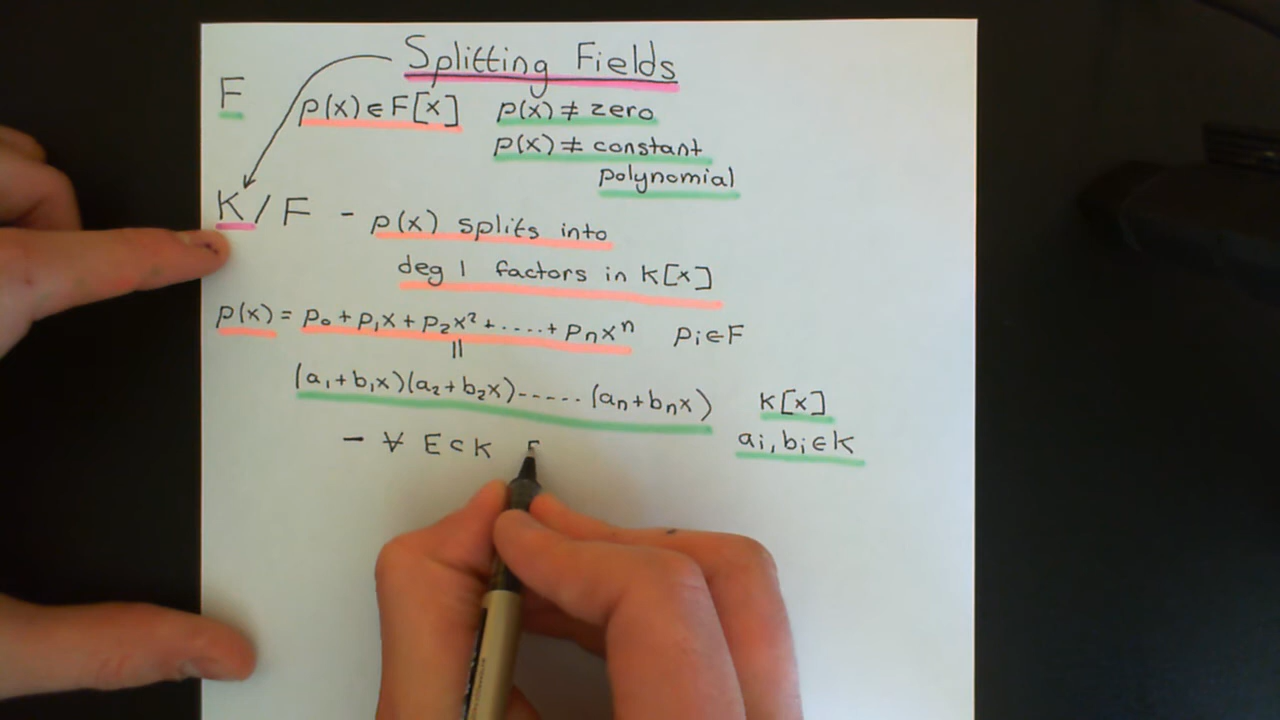 Splitting Fields
F
p(x) ∈ F[x] p(x) ≠ zero
p(x) ≠ constant
polynomial
K / F - p(x) splits into
deg 1 factors in K[x]
p(x) = p₀ + p₁x + p₂x² + ..... + pₙxⁿ pᵢ ∈ F
=
(a₁ + b₁x)(a₂ + b₂x) ----- (aₙ + bₙx) K[x]
aᵢ, bᵢ ∈ K
- ∀ E ⊂ K